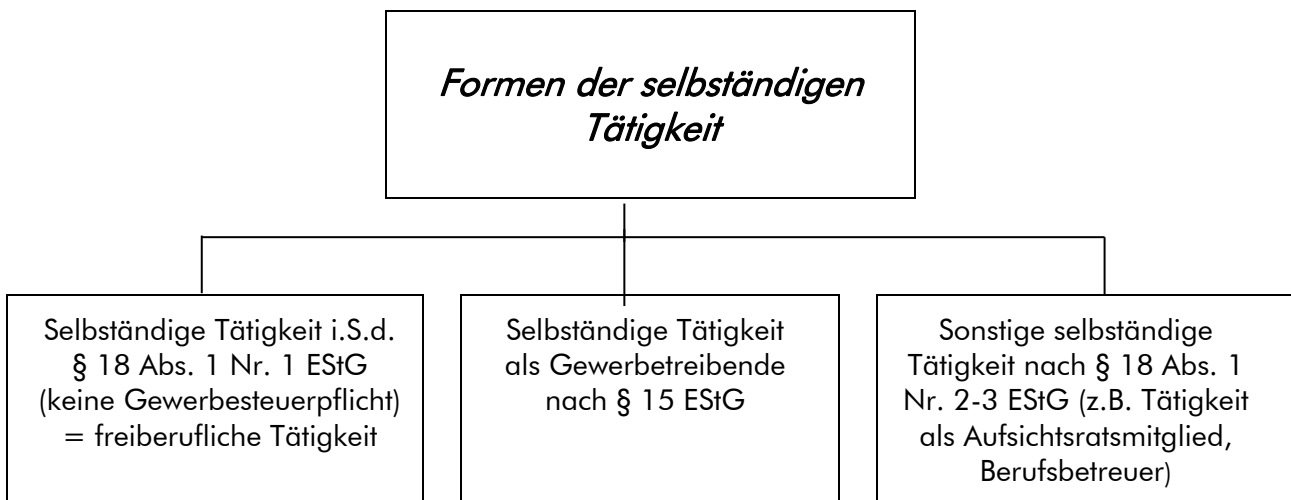 Formen der selbständigen
Tätigkeit
Selbständige Tätigkeit i.S.d.
§ 18 Abs. 1 Nr. 1 EStG
(keine Gewerbesteuerpflicht)
= freiberufliche Tätigkeit
Selbständige Tätigkeit
als Gewerbetreibende
nach § 15 EStG
Sonstige selbständige
Tätigkeit nach § 18 Abs. 1
Nr. 2-3 EStG (z.B. Tätigkeit
als Aufsichtsratsmitglied,
Berufsbetreuer)